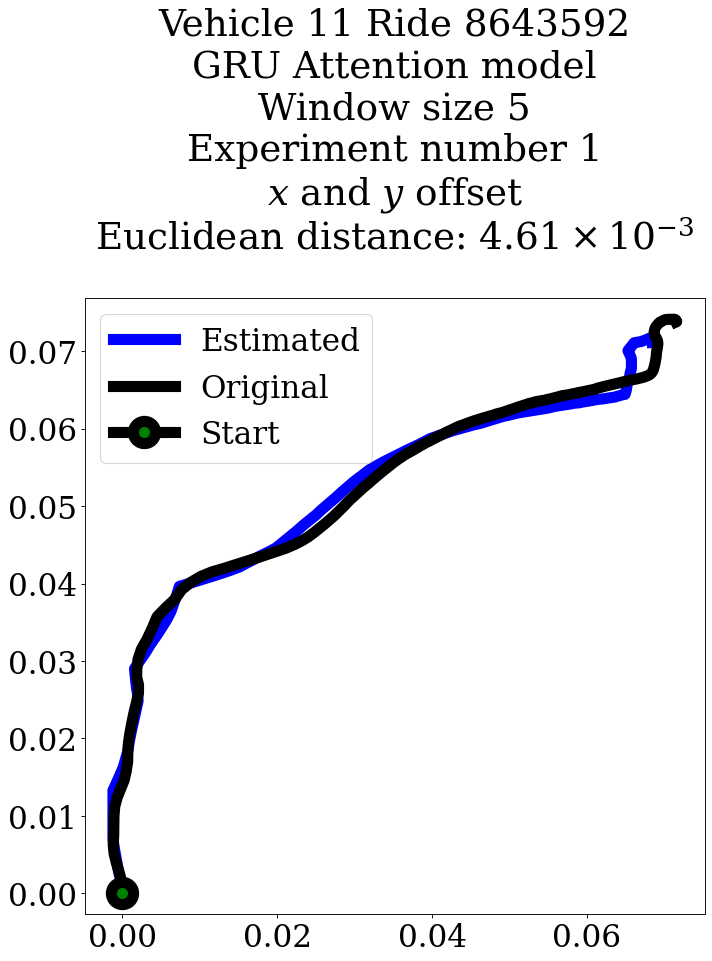 Vehicle 11 Ride 8643592
GRU Attention model
Window size 5
Experiment number 1
x and y offset
Euclidean distance: 4.61 × 10⁻³
Estimated
Original
Start
0.07
0.06
0.05
0.04
0.03
0.02
0.01
0.00
0.00 0.02 0.04 0.06